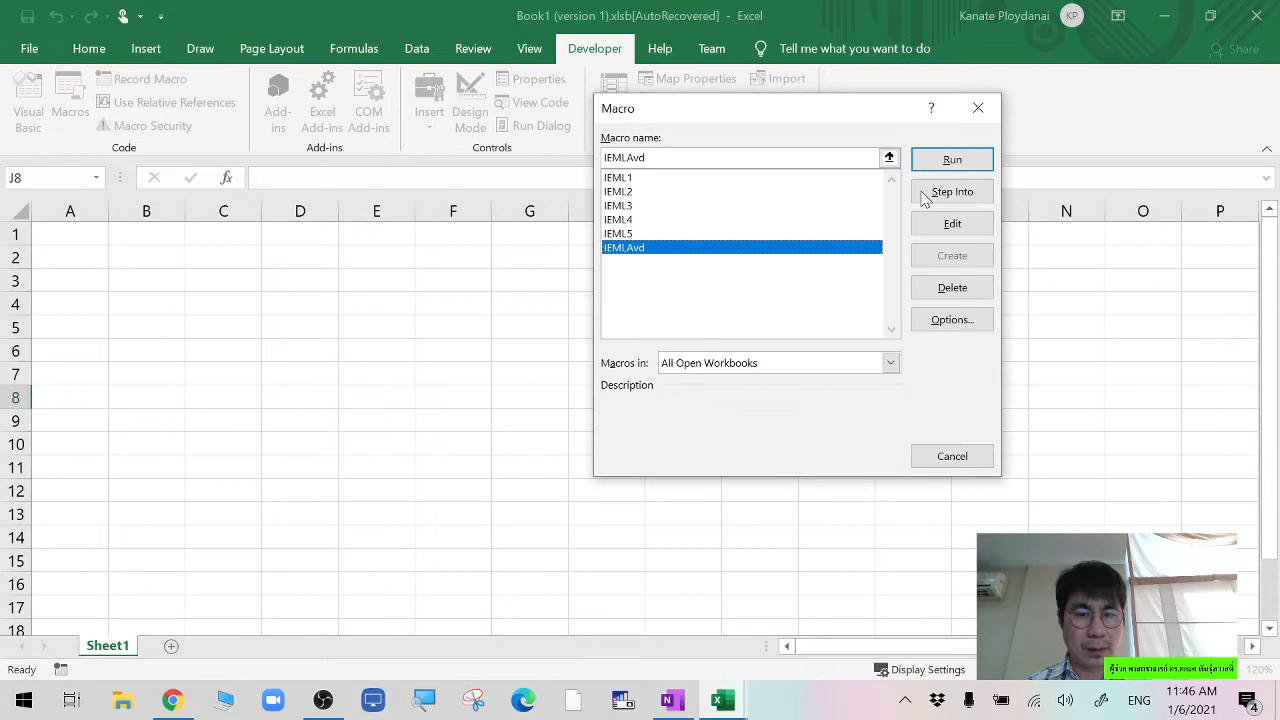 Book1 (version 1).xlsb[AutoRecovered] - Excel
Kanate Ploydanai
KP
File
Home
Insert
Draw
Page Layout
Formulas
Data
Review
View
Developer
Help
Team
Tell me what you want to do
Share
Visual
Basic
Macros
Record Macro
Use Relative References
Macro Security
Code
Add-
ins
Excel
Add-ins
COM
Add-ins
Add-ins
Insert
Design
Mode
Properties
View Code
Run Dialog
Controls
Map Properties
Import
J8
fx
A B C D E F G N O P
1
2
3
4
5
6
7
8
9
10
11
12
13
14
15
16
17
18
Macro
?
Macro name:
IEMLAvd
IEML1
IEML2
IEML3
IEML4
IEML5
IEMLAvd
Run
Step Into
Edit
Create
Delete
Options...
Macros in:
All Open Workbooks
Description
Cancel
Sheet1
Ready
Display Settings
120%
ENG
11:46 AM
1/6/2021
4